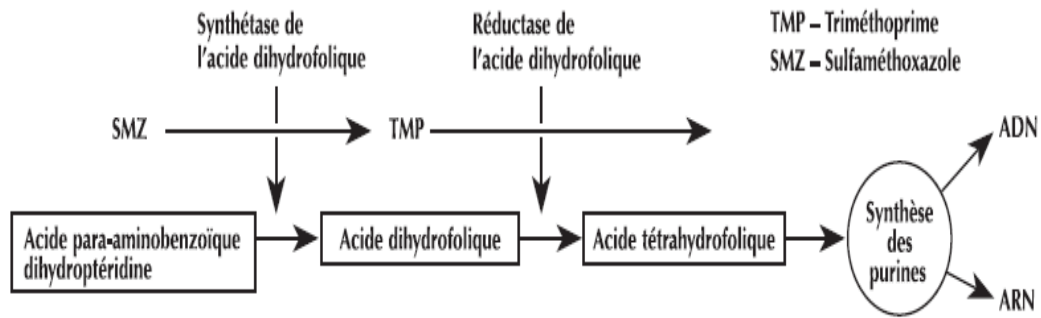 Synthétase de
l'acide dihydrofolique
Réductase de
l'acide dihydrofolique
TMP – Triméthoprime
SMZ – Sulfaméthoxazole
SMZ
TMP
ADN
Acide para-aminobenzoïque
dihydroptéridine
Acide dihydrofolique
Acide tétrahydrofolique
Synthèse
des
purines
ARN